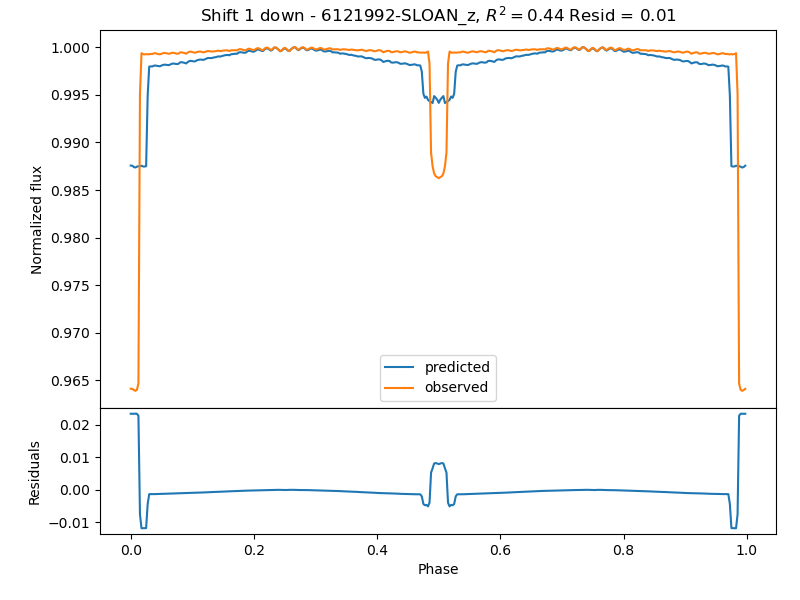 Shift 1 down - 6121992-SLOAN_z, $R^2 = 0.44$ Resid = 0.01
1.000
0.995
0.990
0.985
0.980
0.975
0.970
0.965
Normalized flux
predicted
observed
0.02
0.01
0.00
−0.01
Residuals
0.0 0.2 0.4 0.6 0.8 1.0
Phase